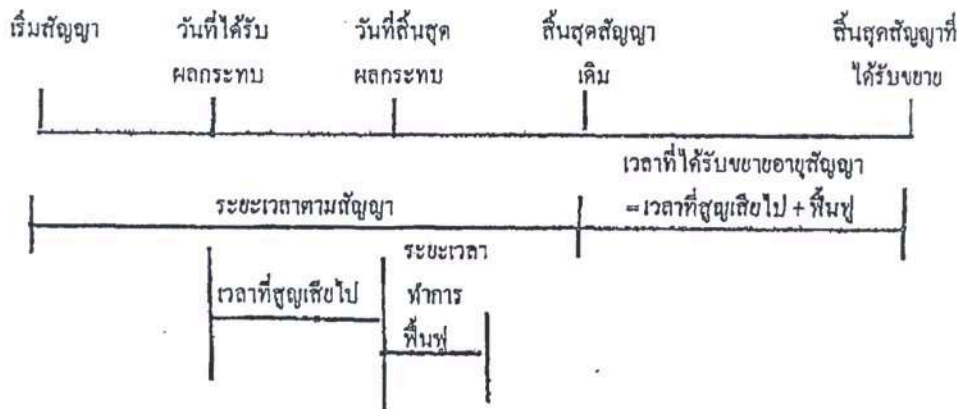 เริ่มสัญญา
วันที่ได้รับ
ผลกระทบ
วันที่สิ้นสุด
ผลกระทบ
สิ้นสุดสัญญา
เดิม
สิ้นสุดสัญญาที่
ได้รับขยาย
เวลาที่ได้รับขยายอายุสัญญา
=เวลาที่สูญเสียไป + ฟื้นฟู
ระยะเวลาตามสัญญา
ระยะเวลา
ทำการ
ฟื้นฟู
เวลาที่สูญเสียไป